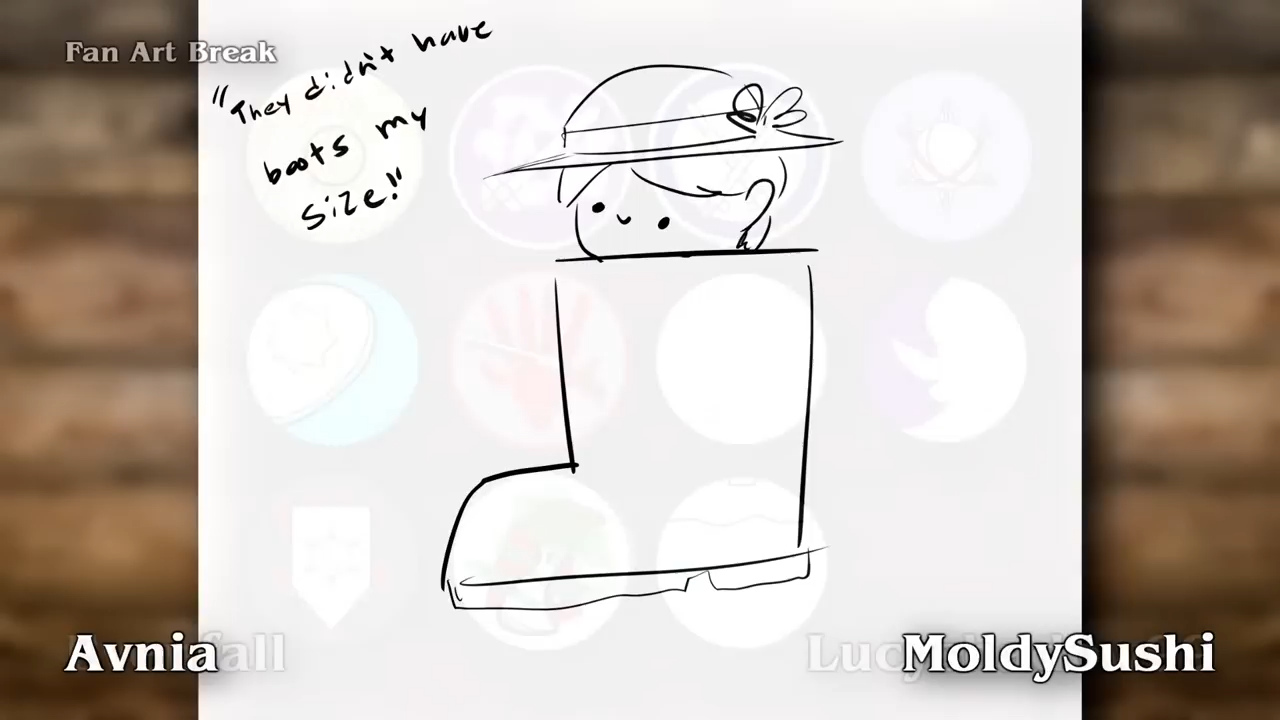 Fan Art Break
"They didn't have
boots my
size!"
Avnia
MoldySushi